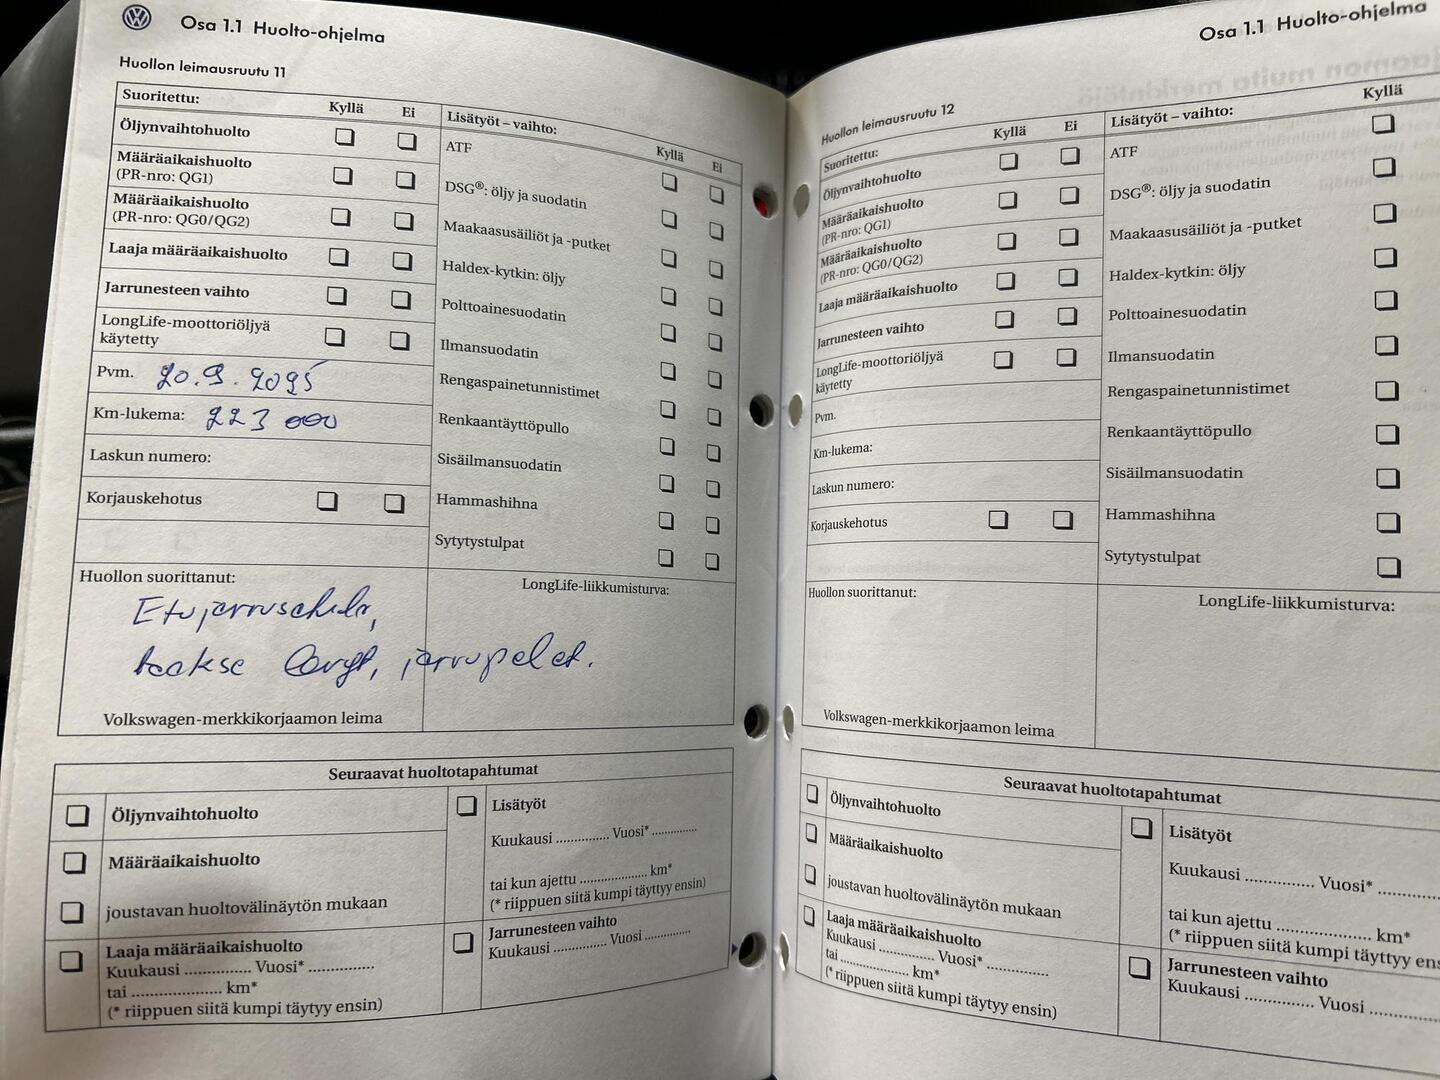 Osa 1.1 Huolto-ohjelma
Huollon leimausruutu 11
Suoritettu:
Kyllä
Ei
Öljynvaihtohuolto
Määräaikaishuolto
(PR-nro: QG1)
Määräaikaishuolto
(PR-nro: QG0/QG2)
Laaja määräaikaishuolto
Jarrunesteen vaihto
LongLife-moottoriöljyä
käytetty
Pvm. 20.9.2025
Km-lukema: 223 000
Laskun numero:
Korjauskehotus
Lisätyöt – vaihto:
Kyllä
Ei
ATF
DSG®: öljy ja suodatin
Maakaasusäiliöt ja -putket
Haldex-kytkin: öljy
Polttoainesuodatin
Ilmansuodatin
Rengaspainetunnistimet
Renkaantäyttöpullo
Sisäilmansuodatin
Hammashihna
Sytytystulpat
Huollon suorittanut:
LongLife-liikkumisturva:
jarrupalat.
Volkswagen-merkkikorjaamon leima
Seuraavat huoltotapahtumat
Öljynvaihtohuolto
Määräaikaishuolto
joustavan huoltovälinäytön mukaan
Laaja määräaikaishuolto
Kuukausi ............... Vuosi* ...............
tai ..................... km*
(* riippuen siitä kumpi täytyy ensin)
Lisätyöt
Kuukausi ............. Vuosi* ............
tai kun ajettu .................... km*
(* riippuen siitä kumpi täytyy ensin)
Jarrunesteen vaihto
Kuukausi ............. Vuosi ............
Osa 1.1 Huolto-ohjelma
Huollon leimausruutu 12
Suoritettu:
Kyllä
Ei
Öljynvaihtohuolto
Määräaikaishuolto
(PR-nro: QG1)
Määräaikaishuolto
(PR-nro: QG0/QG2)
Laaja määräaikaishuolto
Jarrunesteen vaihto
LongLife-moottoriöljyä
käytetty
Pvm.
Km-lukema:
Laskun numero:
Korjauskehotus
Lisätyöt – vaihto:
Kyllä
ATF
DSG®: öljy ja suodatin
Maakaasusäiliöt ja -putket
Haldex-kytkin: öljy
Polttoainesuodatin
Ilmansuodatin
Rengaspainetunnistimet
Renkaantäyttöpullo
Sisäilmansuodatin
Hammashihna
Sytytystulpat
Huollon suorittanut:
LongLife-liikkumisturva:
Volkswagen-merkkikorjaamon leima
Seuraavat huoltotapahtumat
Öljynvaihtohuolto
Määräaikaishuolto
joustavan huoltovälinäytön mukaan
Laaja määräaikaishuolto
Kuukausi ............... Vuosi* ...............
tai ................... km*
(* riippuen siitä kumpi täytyy ensin)
Lisätyöt
Kuukausi .............. Vuosi* ............
tai kun ajettu ..................... km*
(* riippuen siitä kumpi täyttyy ens
Jarrunesteen vaihto
Kuukausi .............. Vuosi ...............